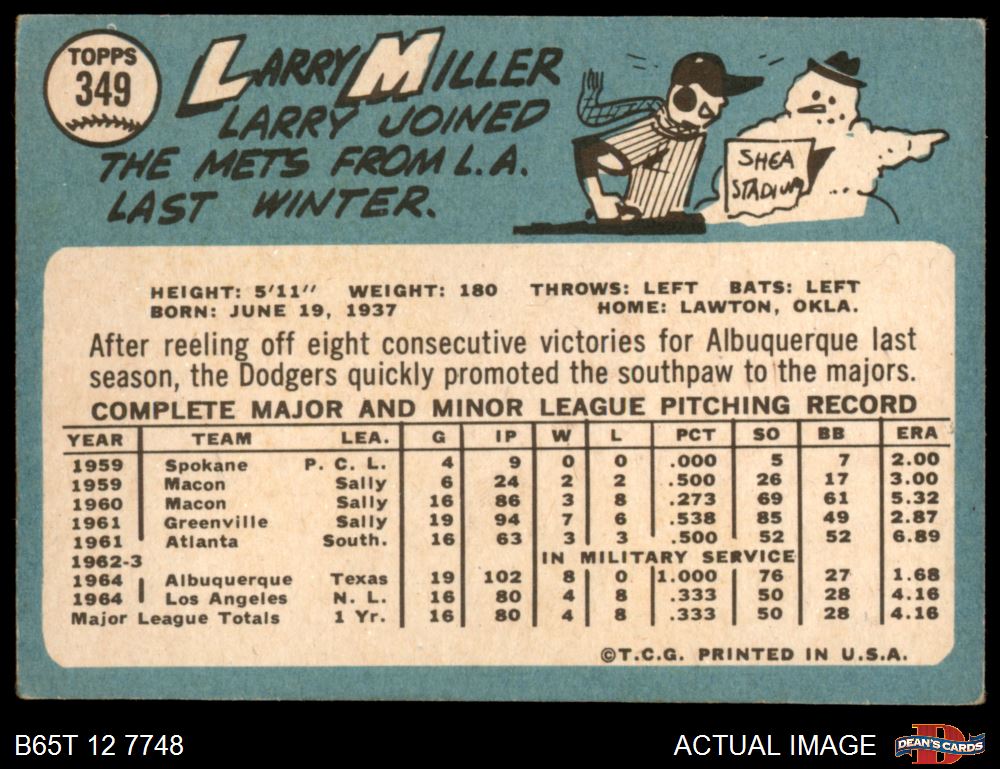 TOPPS
349
LARRY MILLER
LARRY JOINED
THE METS FROM L.A.
LAST WINTER.
SHEA
STADIUM
HEIGHT: 5'11" WEIGHT: 180 THROWS: LEFT BATS: LEFT
BORN: JUNE 19, 1937 HOME: LAWTON, OKLA.
After reeling off eight consecutive victories for Albuquerque last
season, the Dodgers quickly promoted the southpaw to the majors.
COMPLETE MAJOR AND MINOR LEAGUE PITCHING RECORD
YEAR TEAM LEA. G IP W L PCT SO BB ERA
1959 Spokane P. C. L. 4 9 0 0 .000 5 7 2.00
1959 Macon Sally 6 24 2 2 .500 26 17 3.00
1960 Macon Sally 16 86 3 8 .273 69 61 5.32
1961 Greenville Sally 19 94 7 6 .538 85 49 2.87
1961 Atlanta South. 16 63 3 3 .500 52 52 6.89
1962-3 IN MILITARY SERVICE
1964 Albuquerque Texas 19 102 8 0 1.000 76 27 1.68
1964 Los Angeles N. L. 16 80 4 8 .333 50 28 4.16
Major League Totals 1 Yr. 16 80 4 8 .333 50 28 4.16
©T.C.G. PRINTED IN U.S.A.
B65T 12 7748 ACTUAL IMAGE DEAN'S CARDS